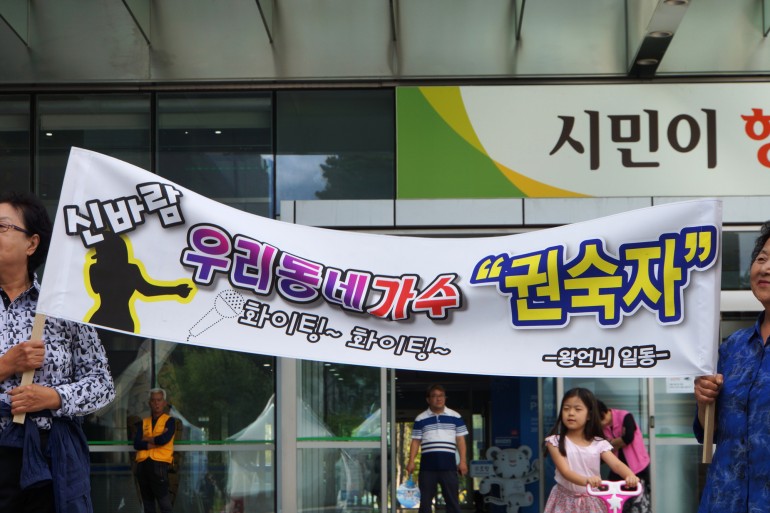 시민이
신바람
우리동네가수 "권숙자"
화이팅~ 화이팅~
-왕언니 일동-